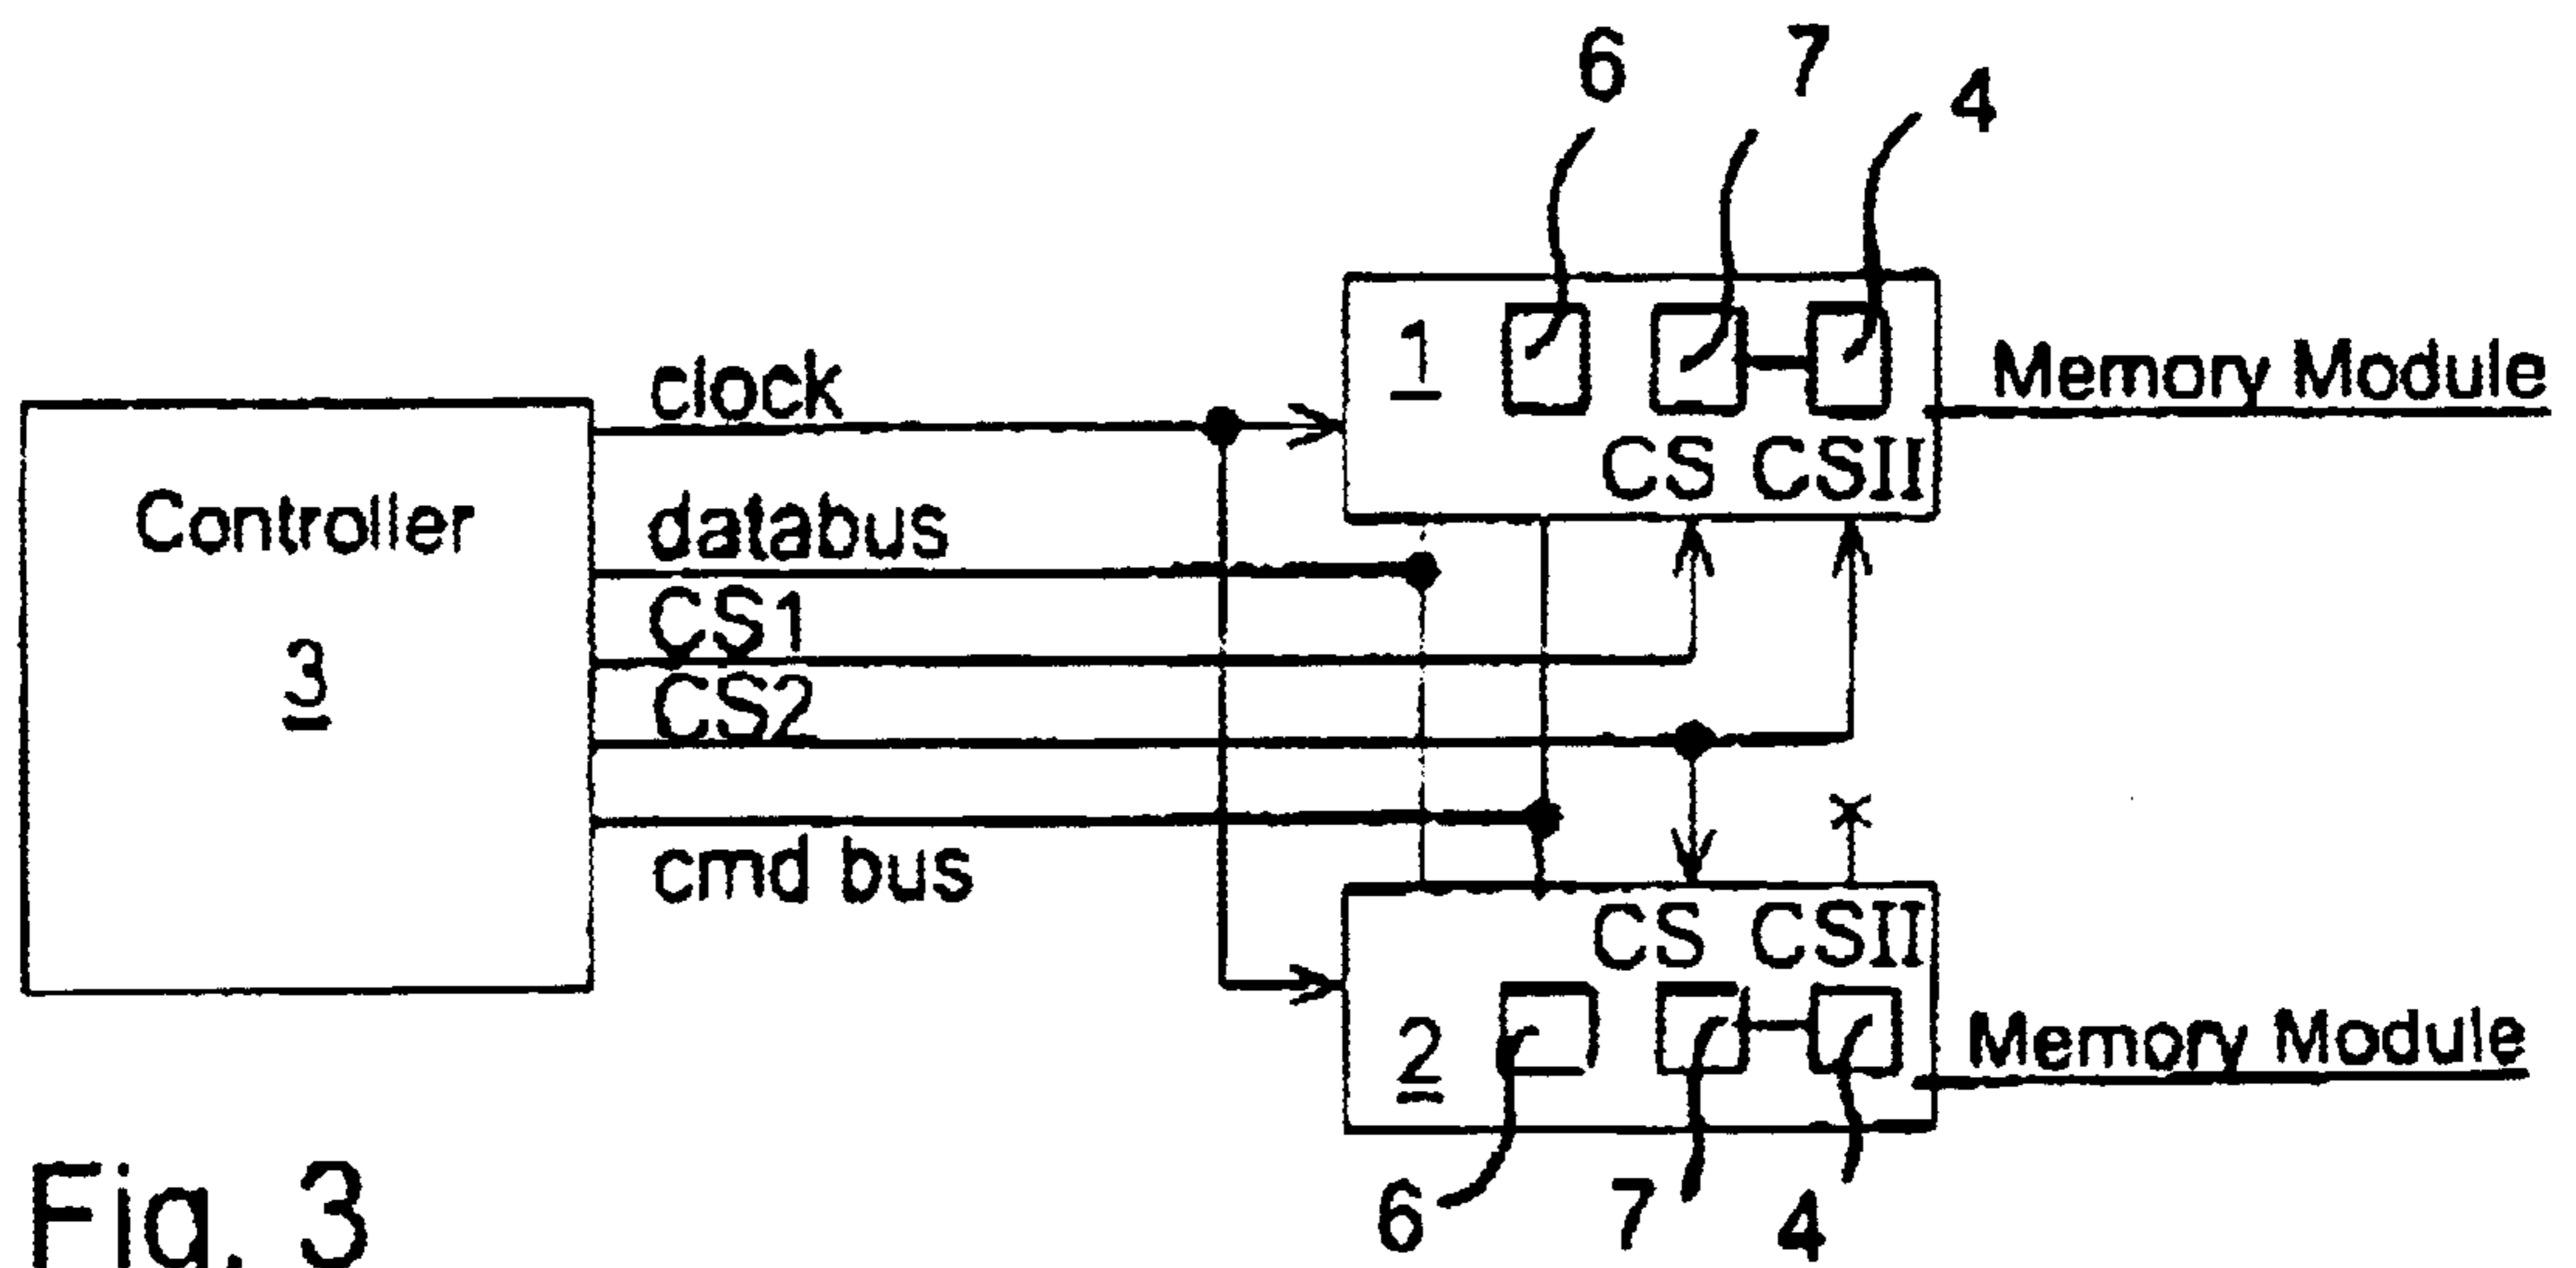 6 7 4
1
Memory Module
clock
CS CSII
Controller
databus
3
CS1
CS2
cmd bus
CS CSII
2
Memory Module
6 7 4
Fig. 3